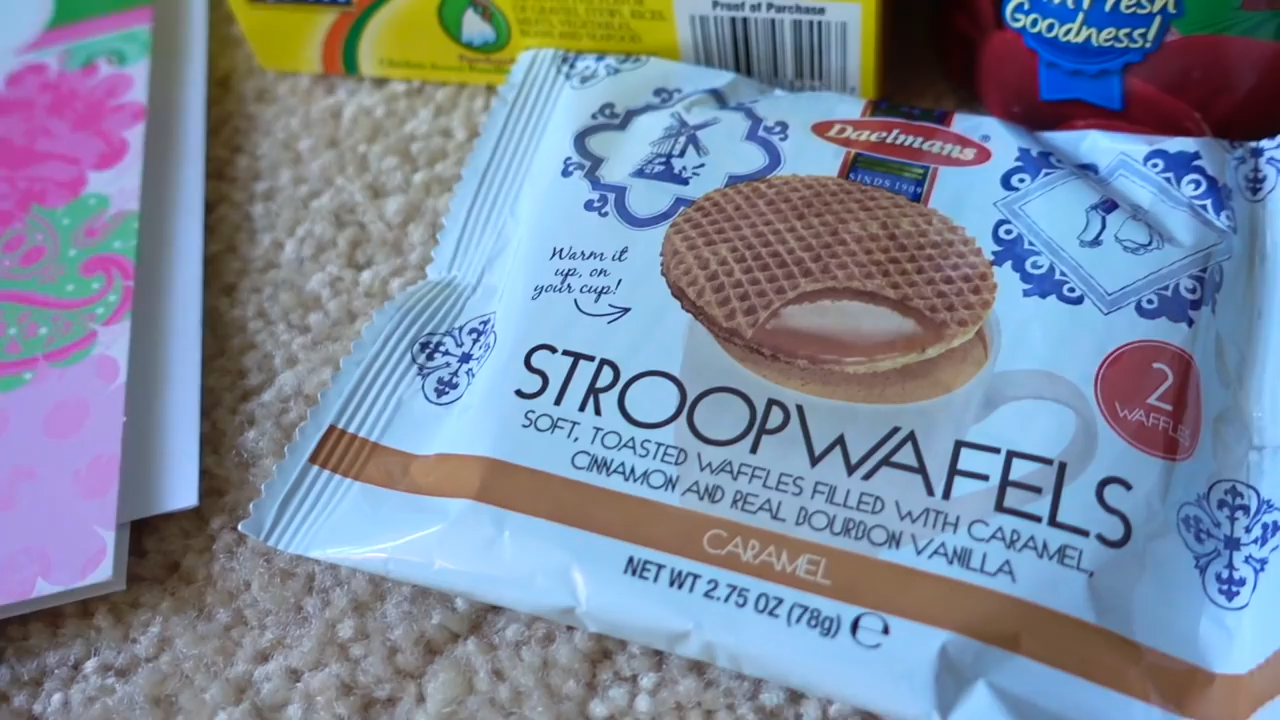 Proof of Purchase
Fresh
Goodness!
Daelmans
SINDS 1909
Warm it
up, on
your cup!
2
WAFFLES
STROOPWAFELS
SOFT, TOASTED WAFFLES FILLED WITH CARAMEL,
CINNAMON AND REAL BOURBON VANILLA
CARAMEL
NET WT 2.75 OZ (78g) ℮